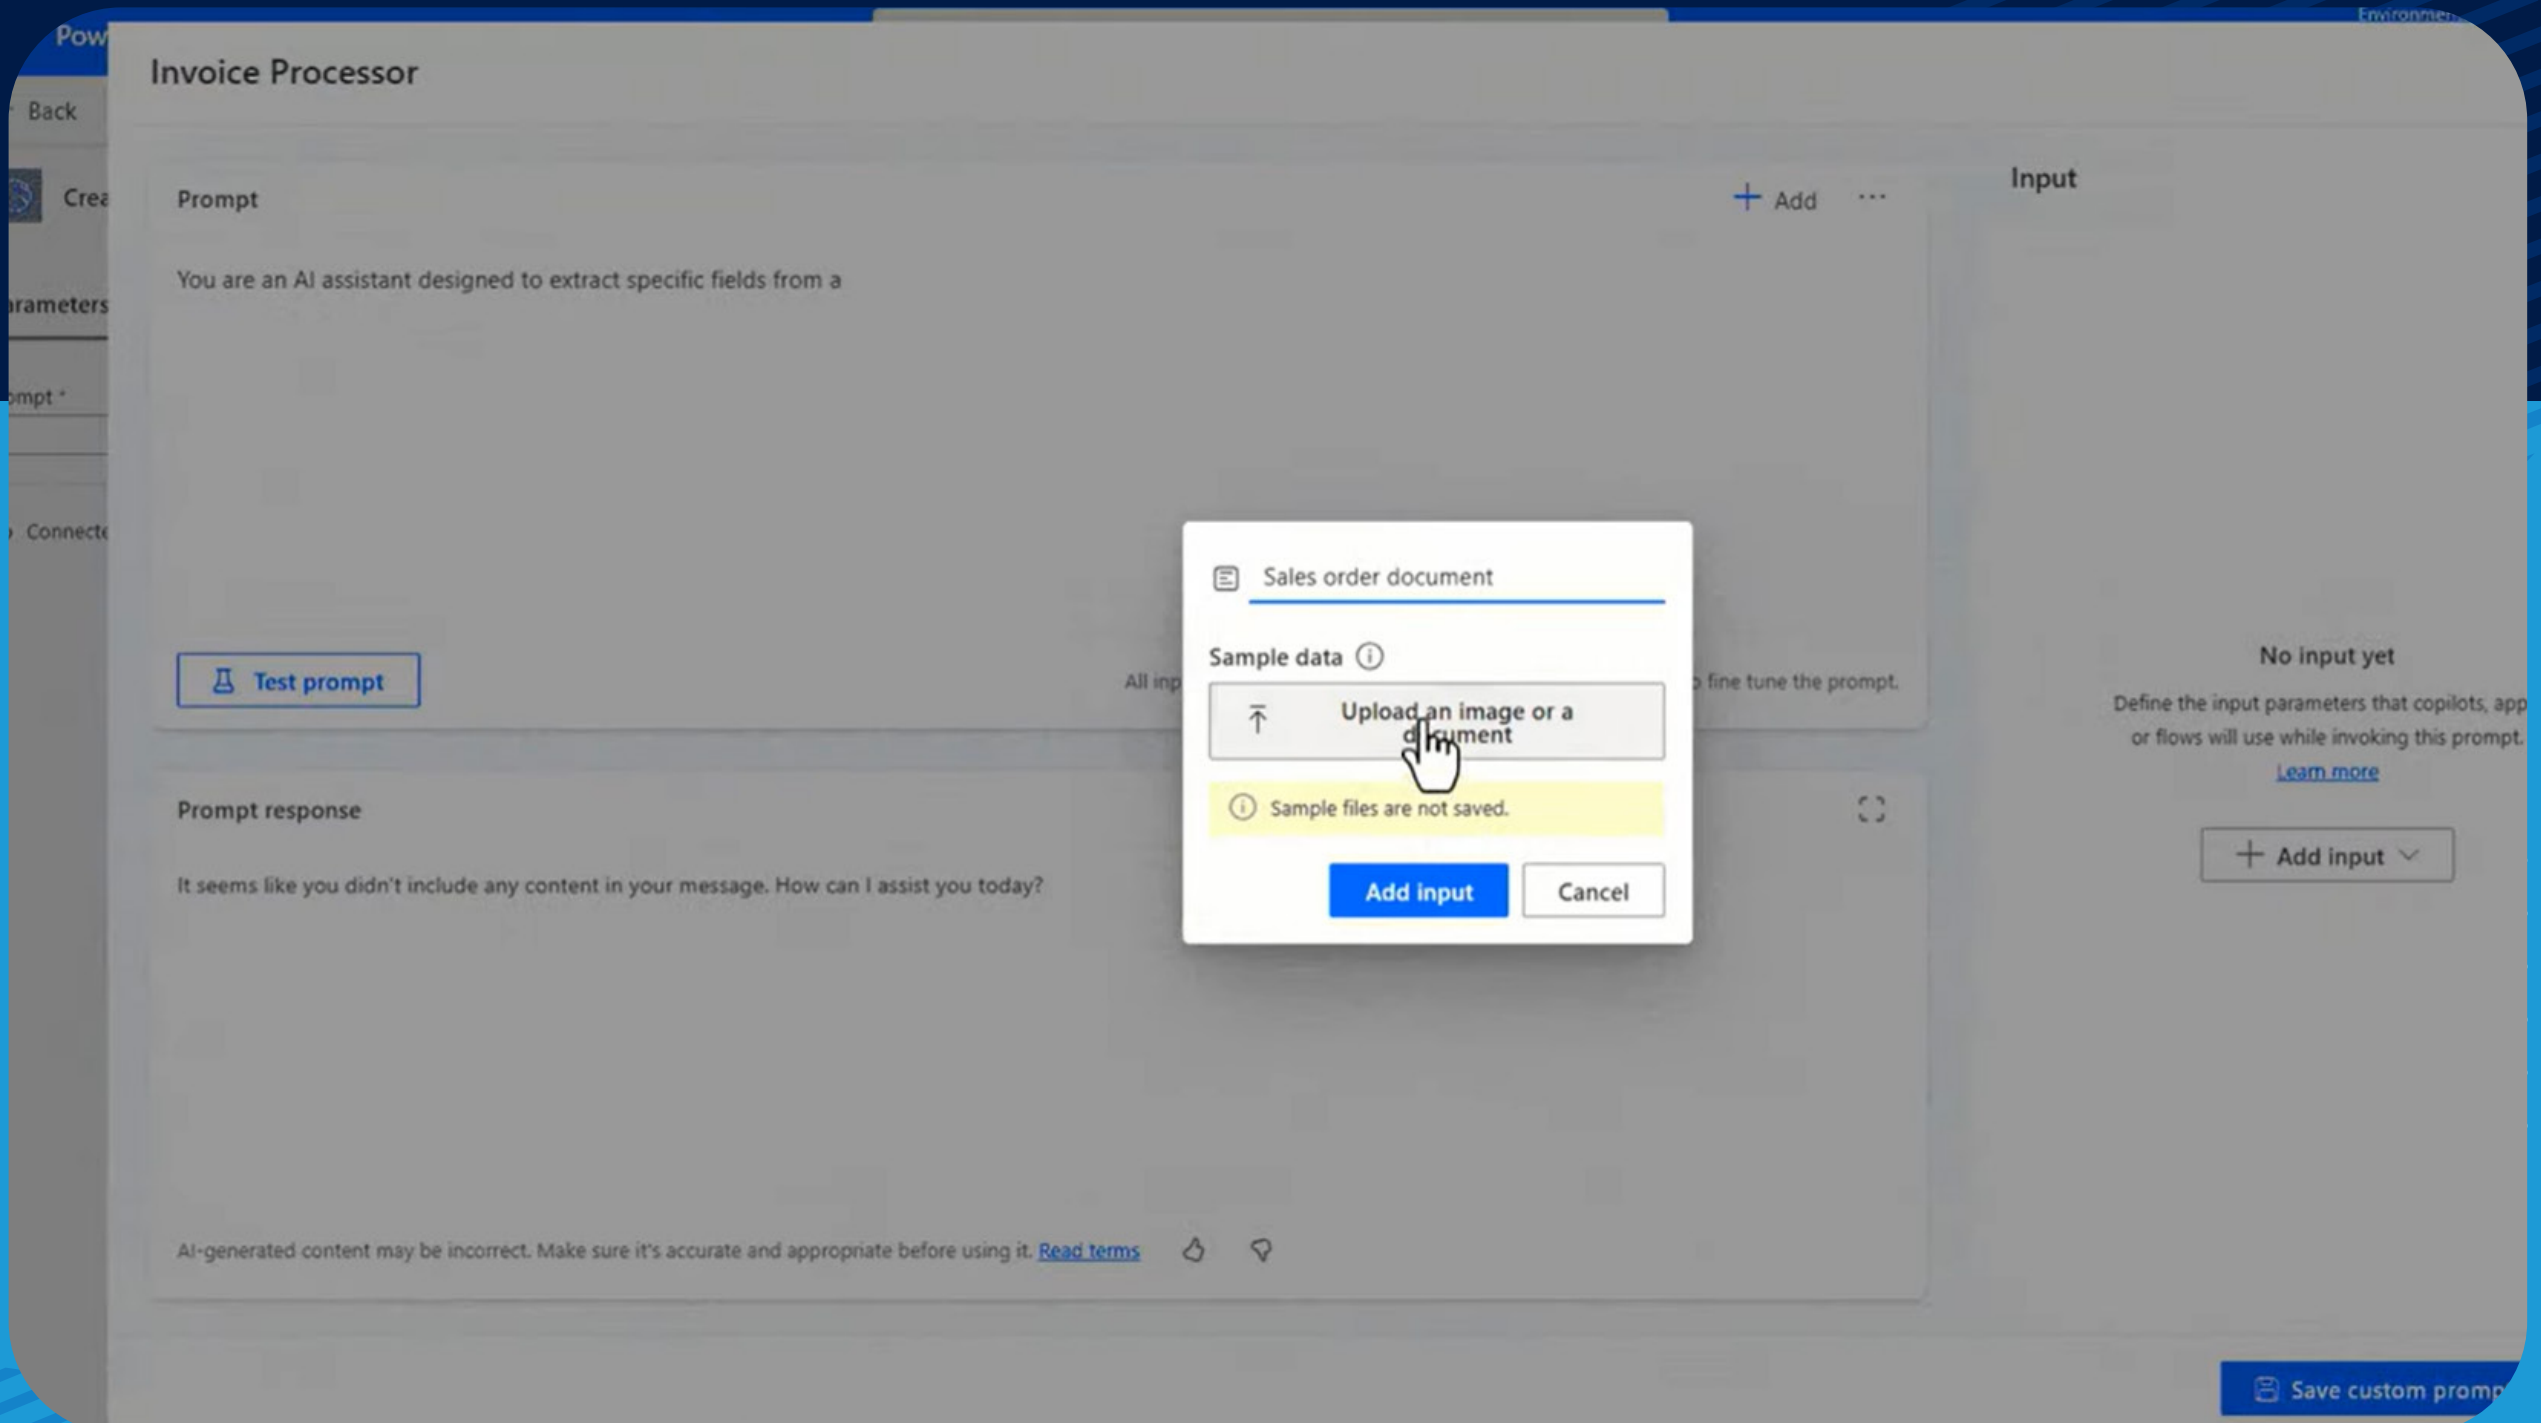 Environmen
Pow
Invoice Processor
Back
Crea
Prompt
Add
Input
You are an AI assistant designed to extract specific fields from a
arameters
ompt *
Connecte
Sales order document
Sample data
Test prompt
All inp
o fine tune the prompt.
Upload an image or a
document
Sample files are not saved.
Add input
Cancel
No input yet
Define the input parameters that copilots, app
or flows will use while invoking this prompt.
Learn more
Add input
Prompt response
It seems like you didn't include any content in your message. How can I assist you today?
AI-generated content may be incorrect. Make sure it's accurate and appropriate before using it. Read terms
Save custom promp